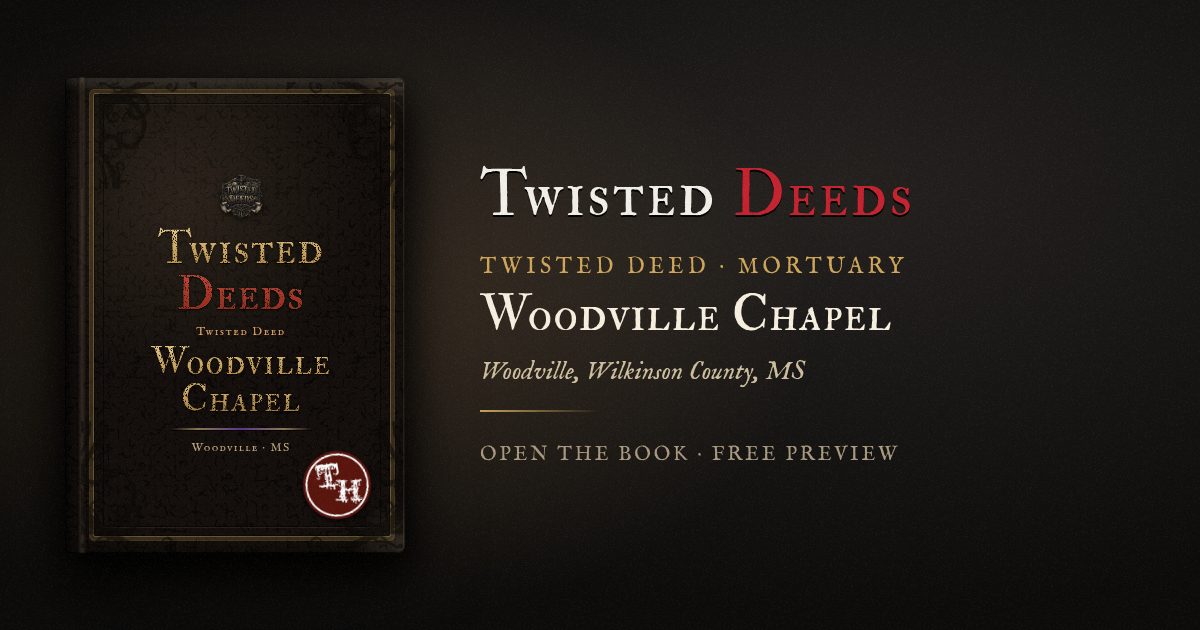 Twisted
Deeds
Twisted Deed
Woodville
Chapel
Woodville · MS
TH
Twisted Deeds
TWISTED DEED · MORTUARY
Woodville Chapel
Woodville, Wilkinson County, MS
OPEN THE BOOK · FREE PREVIEW